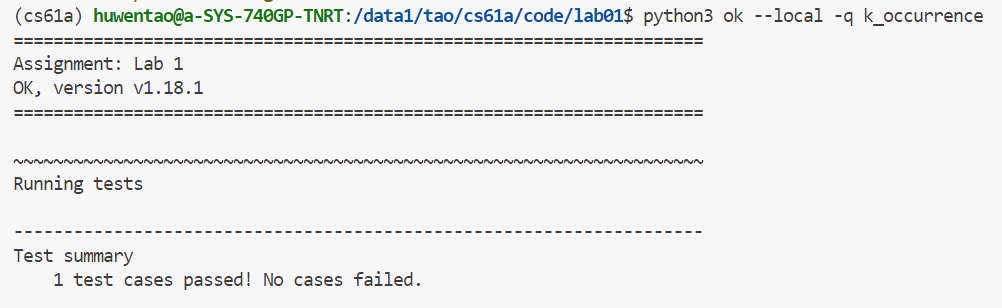 (cs61a) huwentao@a-SYS-740GP-TNRT:/data1/tao/cs61a/code/lab01$ python3 ok --local -q k_occurrence
=====================================================================
Assignment: Lab 1
OK, version v1.18.1
=====================================================================
~~~~~~~~~~~~~~~~~~~~~~~~~~~~~~~~~~~~~~~~~~~~~~~~~~~~~~~~~~~~~~~~~~~~~
Running tests
---------------------------------------------------------------------
Test summary
    1 test cases passed! No cases failed.